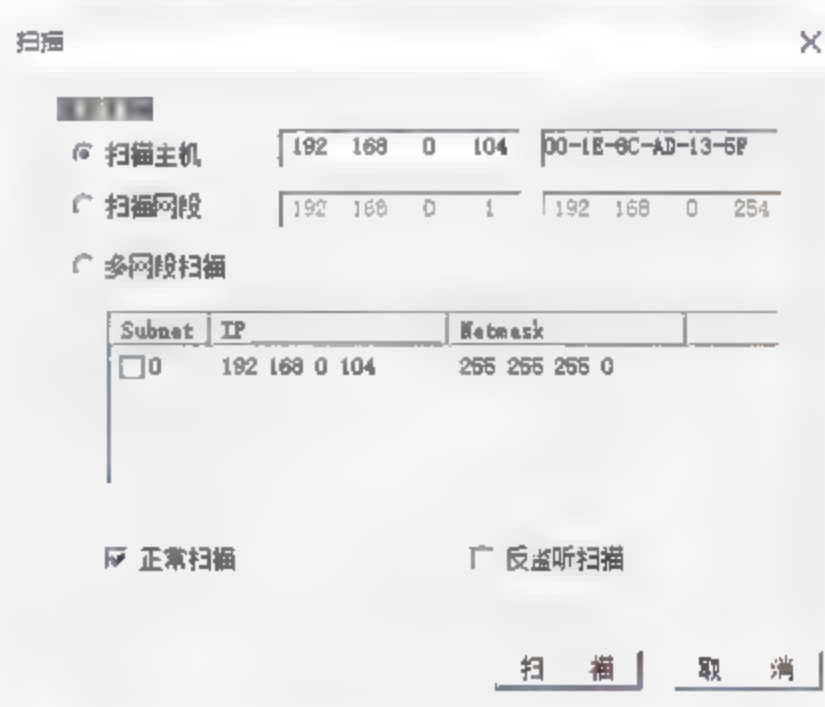 扫描
扫描主机 192 168 0 104 00-1E-8C-AD-13-5F
扫描网段 192 168 0 1 192 168 0 254
多网段扫描
Subnet IP Netmask
0 192 168 0 104 255 255 255 0
正常扫描 反监听扫描
扫 描 取 消